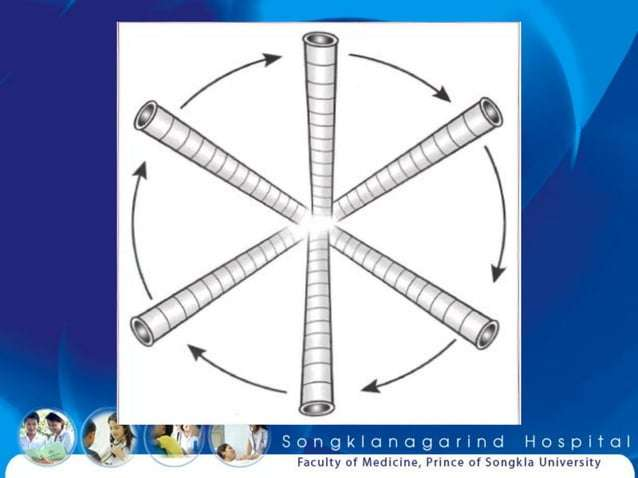 Songklanagarind Hospital
Faculty of Medicine, Prince of Songkla University